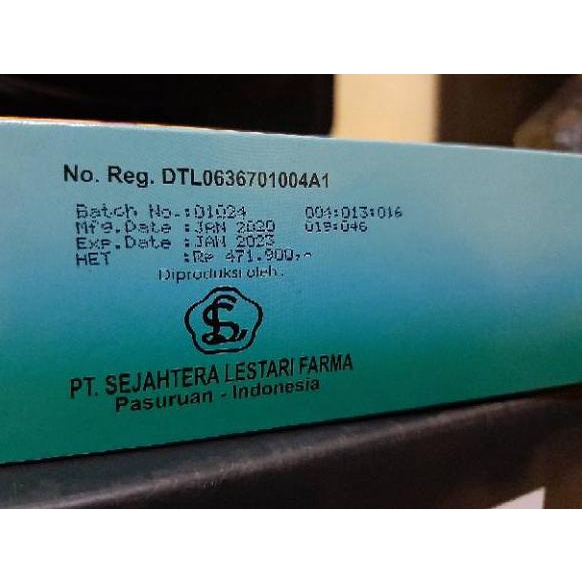 No. Reg. DTL0636701004A1
Batch No.:01024 004:013:016
Mfg.Date :JAN 2020 019:046
Exp.Date :JAN 2023
HET :Rp 471.900,-
Diproduksi oleh:
SL
PT. SEJAHTERA LESTARI FARMA
Pasuruan - Indonesia